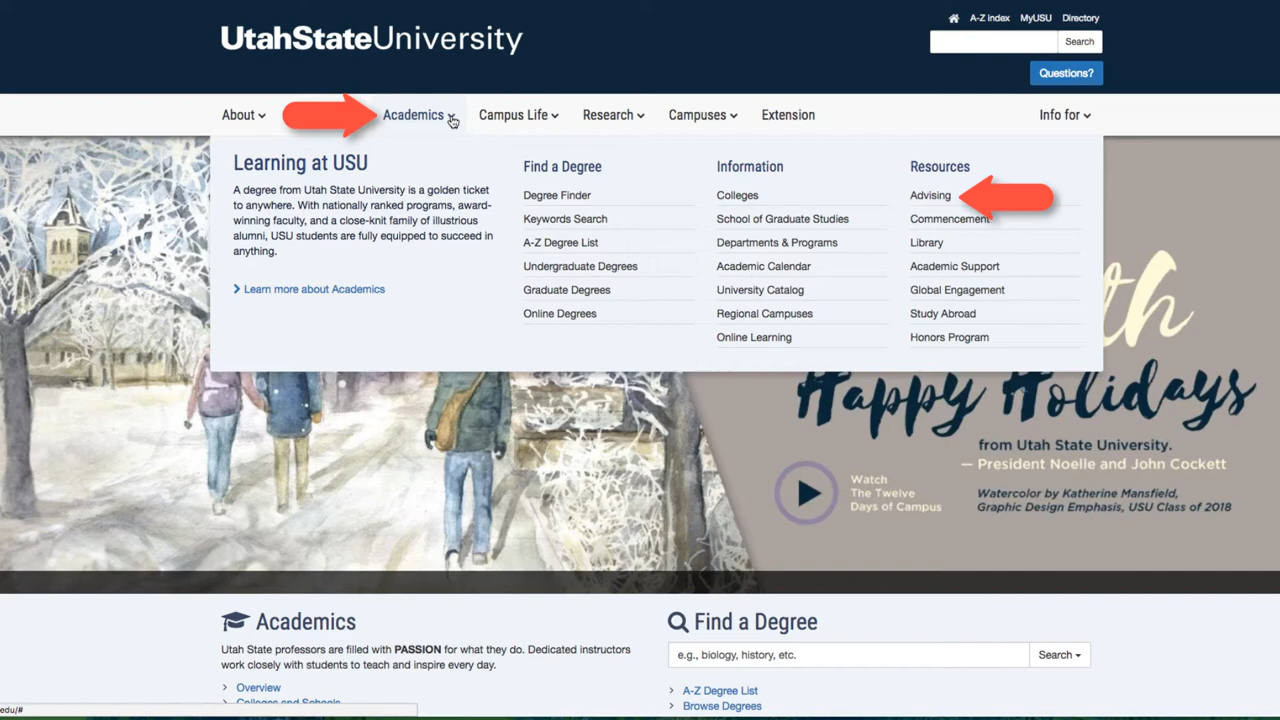 UtahStateUniversity
A-Z index MyUSU Directory
Search
Questions?
About Academics Campus Life Research Campuses Extension Info for
Learning at USU
A degree from Utah State University is a golden ticket
to anywhere. With nationally ranked programs, award-
winning faculty, and a close-knit family of illustrious
alumni, USU students are fully equipped to succeed in
anything.
Learn more about Academics
Find a Degree
Degree Finder
Keywords Search
A-Z Degree List
Undergraduate Degrees
Graduate Degrees
Online Degrees
Information
Colleges
School of Graduate Studies
Departments & Programs
Academic Calendar
University Catalog
Regional Campuses
Online Learning
Resources
Advising
Commencement
Library
Academic Support
Global Engagement
Study Abroad
Honors Program
Happy Holidays
from Utah State University.
— President Noelle and John Cockett
Watch
The Twelve
Days of Campus
Watercolor by Katherine Mansfield,
Graphic Design Emphasis, USU Class of 2018
Academics
Utah State professors are filled with PASSION for what they do. Dedicated instructors
work closely with students to teach and inspire every day.
Overview
Colleges and Schools
Find a Degree
e.g., biology, history, etc.
Search
A-Z Degree List
Browse Degrees
edu/#